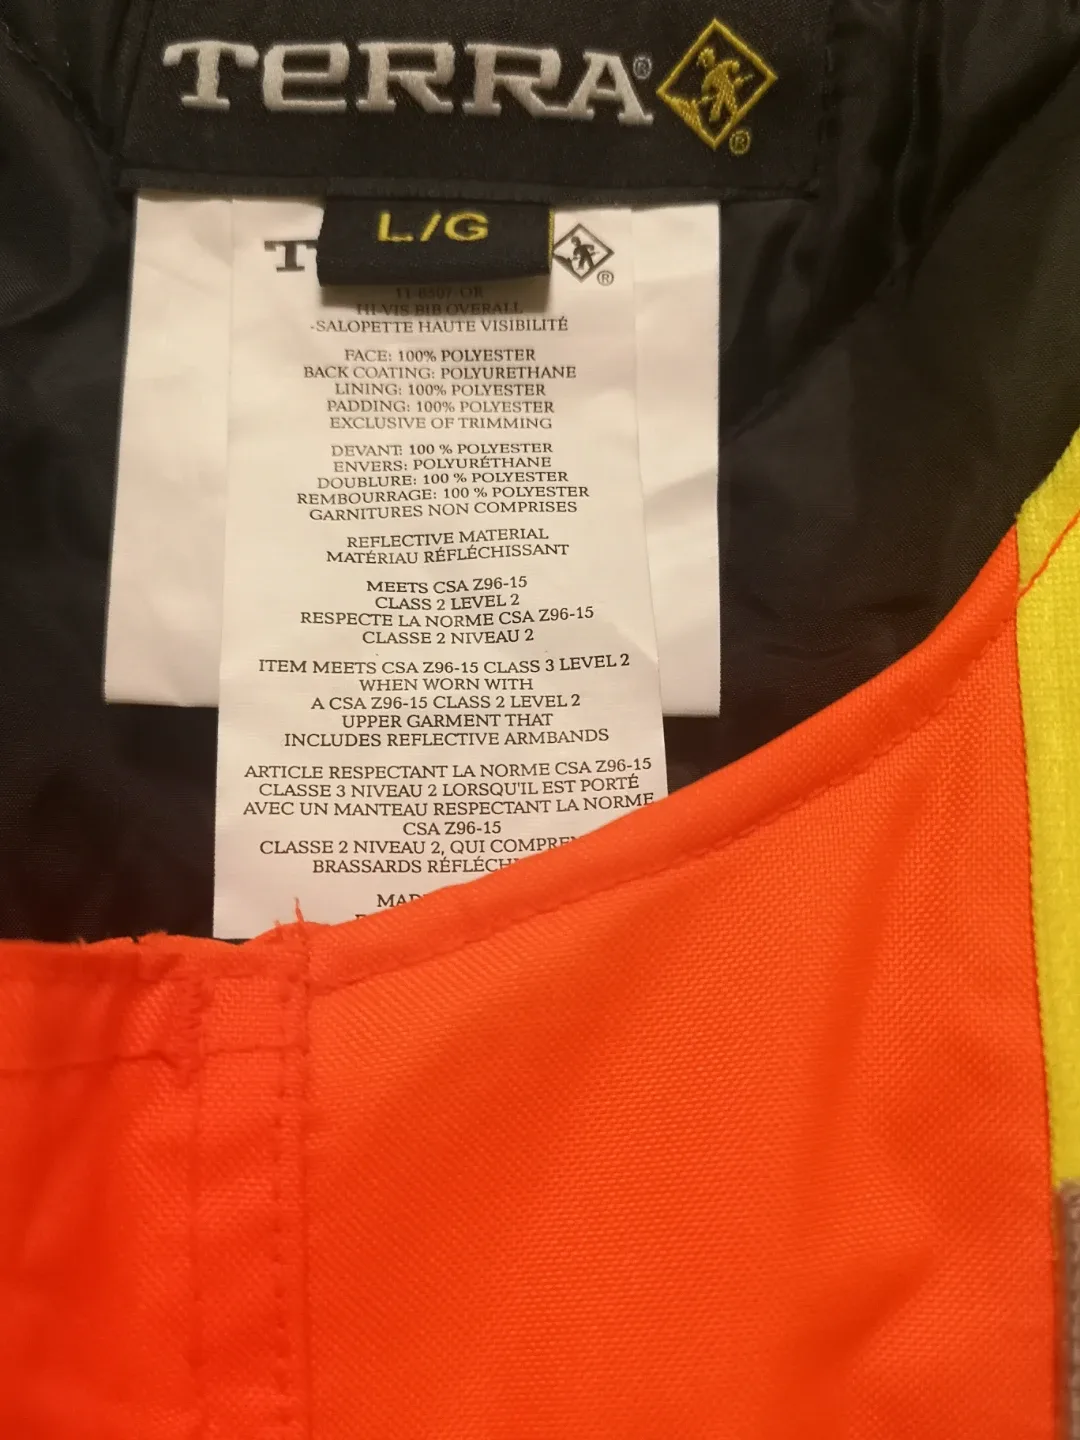 TERRA®
®
L/G
T
®
11-8507-OR
HI-VIS BIB OVERALL
-SALOPETTE HAUTE VISIBILITÉ
FACE: 100% POLYESTER
BACK COATING: POLYURETHANE
LINING: 100% POLYESTER
PADDING: 100% POLYESTER
EXCLUSIVE OF TRIMMING
DEVANT: 100 % POLYESTER
ENVERS: POLYURÉTHANE
DOUBLURE: 100 % POLYESTER
REMBOURRAGE: 100 % POLYESTER
GARNITURES NON COMPRISES
REFLECTIVE MATERIAL
MATÉRIAU RÉFLÉCHISSANT
MEETS CSA Z96-15
CLASS 2 LEVEL 2
RESPECTE LA NORME CSA Z96-15
CLASSE 2 NIVEAU 2
ITEM MEETS CSA Z96-15 CLASS 3 LEVEL 2
WHEN WORN WITH
A CSA Z96-15 CLASS 2 LEVEL 2
UPPER GARMENT THAT
INCLUDES REFLECTIVE ARMBANDS
ARTICLE RESPECTANT LA NORME CSA Z96-15
CLASSE 3 NIVEAU 2 LORSQU'IL EST PORTÉ
AVEC UN MANTEAU RESPECTANT LA NORME
CSA Z96-15
CLASSE 2 NIVEAU 2, QUI COMPRE
BRASSARDS RÉFLÉCH
MAD